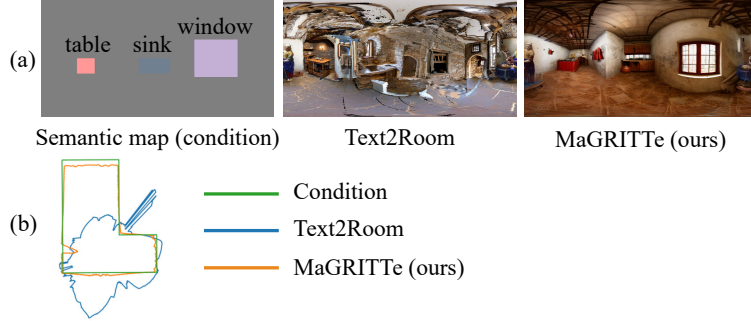 (a)
table
sink
window
Semantic map (condition)
Text2Room
MaGRITTe (ours)
(b)
Condition
Text2Room
MaGRITTe (ours)